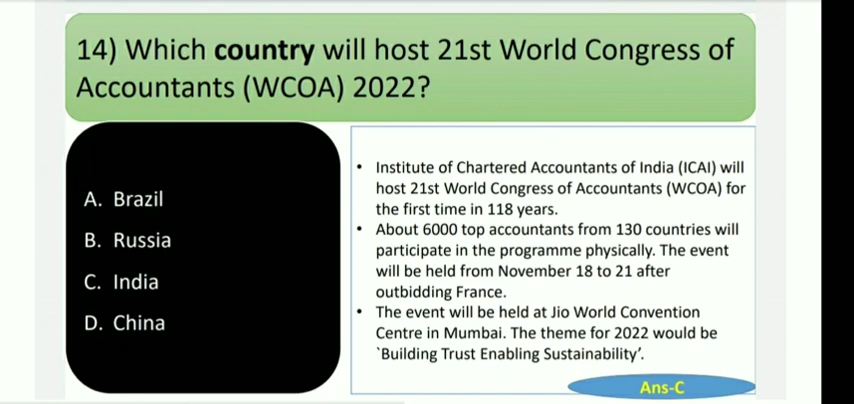 14) Which country will host 21st World Congress of
Accountants (WCOA) 2022?
A. Brazil
B. Russia
C. India
D. China
• Institute of Chartered Accountants of India (ICAI) will
host 21st World Congress of Accountants (WCOA) for
the first time in 118 years.
• About 6000 top accountants from 130 countries will
participate in the programme physically. The event
will be held from November 18 to 21 after
outbidding France.
• The event will be held at Jio World Convention
Centre in Mumbai. The theme for 2022 would be
`Building Trust Enabling Sustainability’.
Ans-C